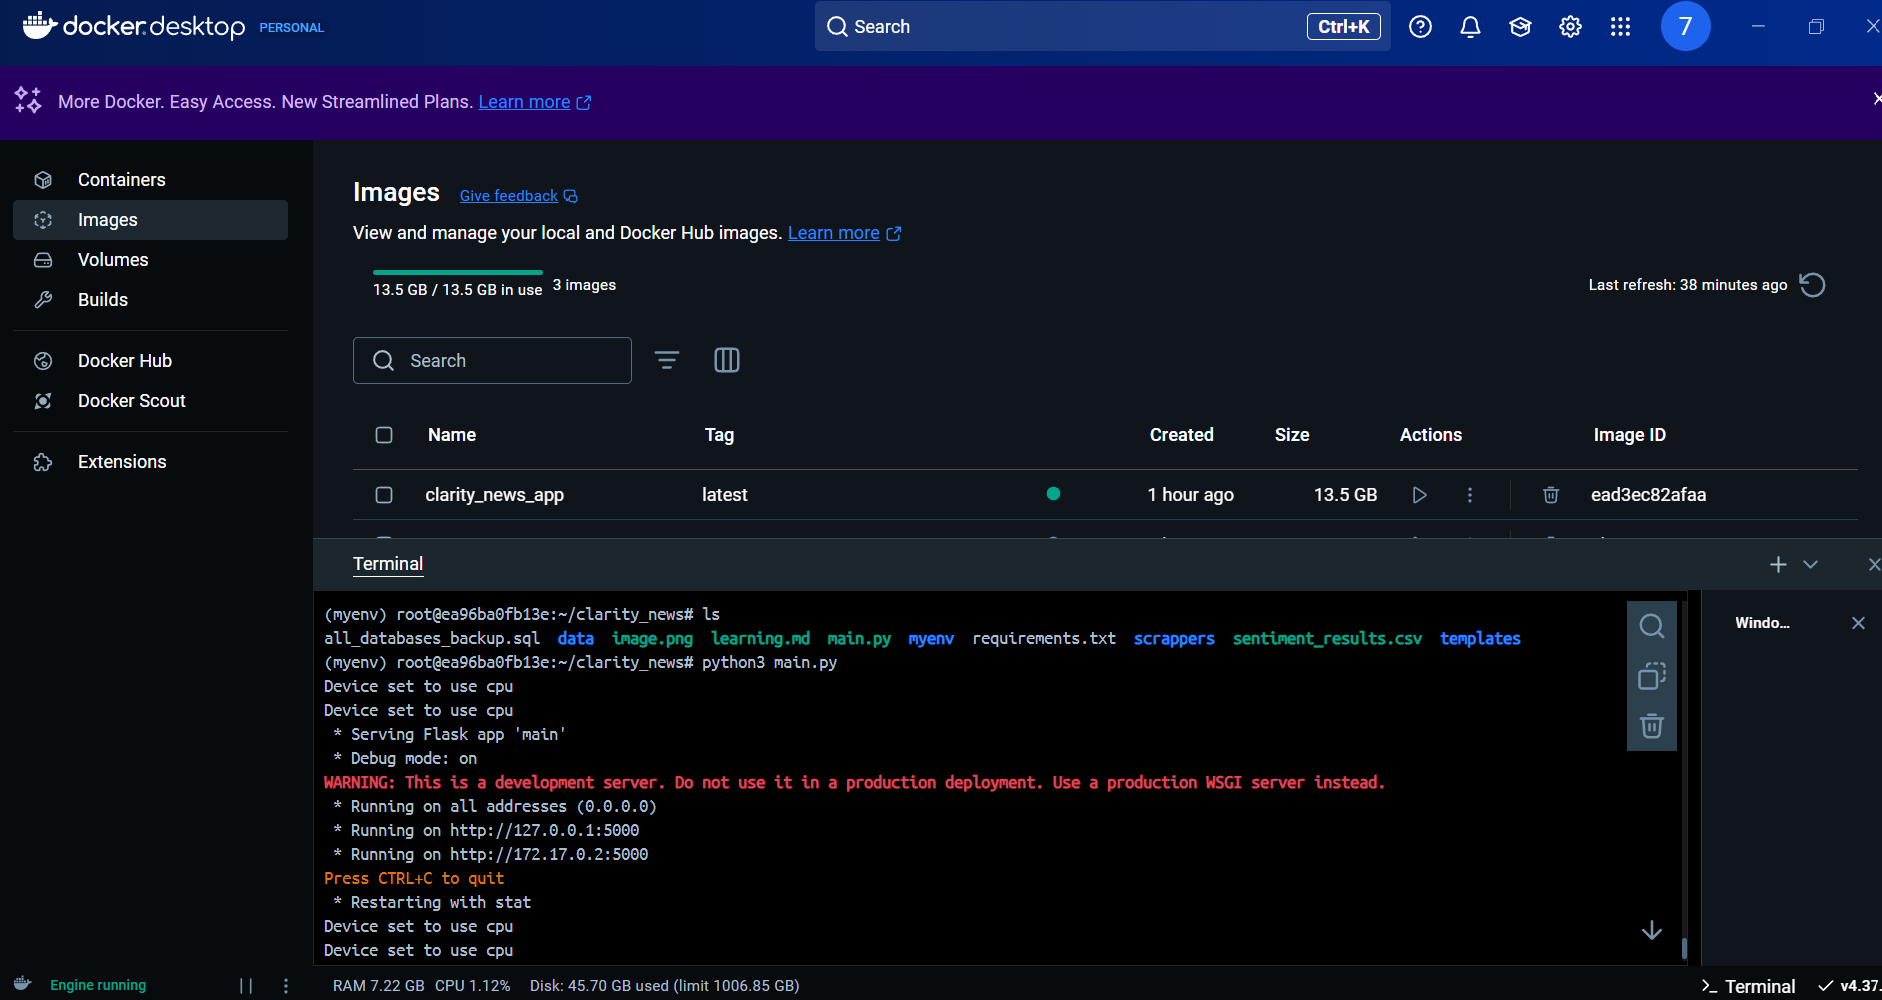 docker.desktop PERSONAL
Search Ctrl+K
7
More Docker. Easy Access. New Streamlined Plans. Learn more
Containers
Images
Volumes
Builds
Docker Hub
Docker Scout
Extensions
Images Give feedback
View and manage your local and Docker Hub images. Learn more
13.5 GB / 13.5 GB in use 3 images
Last refresh: 38 minutes ago
Search
Name Tag Created Size Actions Image ID
clarity_news_app latest 1 hour ago 13.5 GB ead3ec82afaa
Terminal
(myenv) root@ea96ba0fb13e:~/clarity_news# ls
all_databases_backup.sql data image.png learning.md main.py myenv requirements.txt scrappers sentiment_results.csv templates
(myenv) root@ea96ba0fb13e:~/clarity_news# python3 main.py
Device set to use cpu
Device set to use cpu
* Serving Flask app 'main'
* Debug mode: on
WARNING: This is a development server. Do not use it in a production deployment. Use a production WSGI server instead.
* Running on all addresses (0.0.0.0)
* Running on http://127.0.0.1:5000
* Running on http://172.17.0.2:5000
Press CTRL+C to quit
* Restarting with stat
Device set to use cpu
Device set to use cpu
Windo...
Engine running
RAM 7.22 GB CPU 1.12% Disk: 45.70 GB used (limit 1006.85 GB)
>_ Terminal
v4.37.